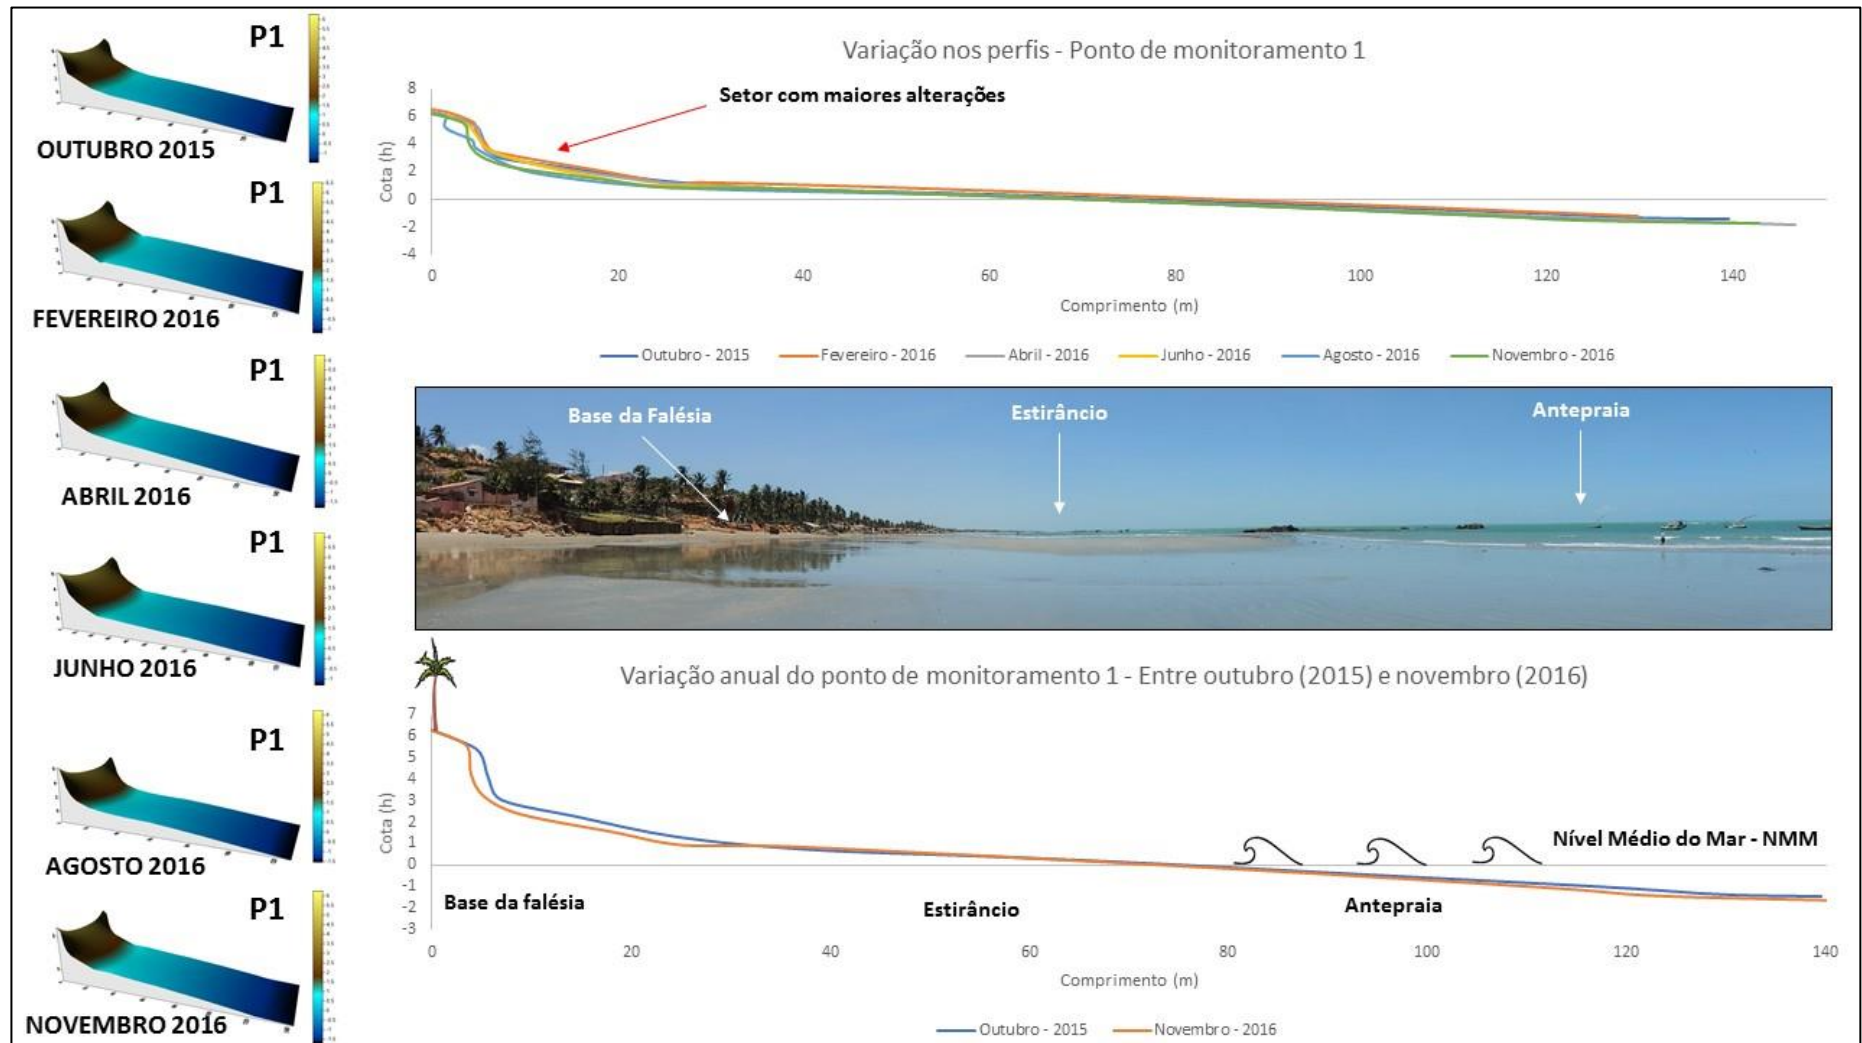 P1
OUTUBRO 2015
P1
FEVEREIRO 2016
P1
ABRIL 2016
P1
JUNHO 2016
P1
AGOSTO 2016
P1
NOVEMBRO 2016
Variação nos perfis - Ponto de monitoramento 1
Setor com maiores alterações
Cota (h)
8
6
4
2
0
-2
-4
0 20 40 60 80 100 120 140
Comprimento (m)
Outubro - 2015 Fevereiro - 2016 Abril - 2016 Junho - 2016 Agosto - 2016 Novembro - 2016
Base da Falésia Estirâncio Antepraia
Variação anual do ponto de monitoramento 1 - Entre outubro (2015) e novembro (2016)
Cota (h)
7
6
5
4
3
2
1
0
-1
-2
-3
Nível Médio do Mar - NMM
Base da falésia Estirâncio Antepraia
0 20 40 60 80 100 120 140
Comprimento (m)
Outubro - 2015 Novembro - 2016